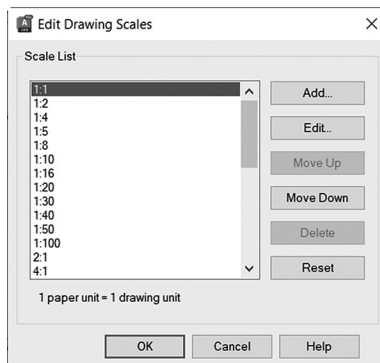 Edit Drawing Scales
Scale List
1:1
1:2
1:4
1:5
1:8
1:10
1:16
1:20
1:30
1:40
1:50
1:100
2:1
4:1
Add...
Edit...
Move Up
Move Down
Delete
Reset
1 paper unit = 1 drawing unit
OK
Cancel
Help